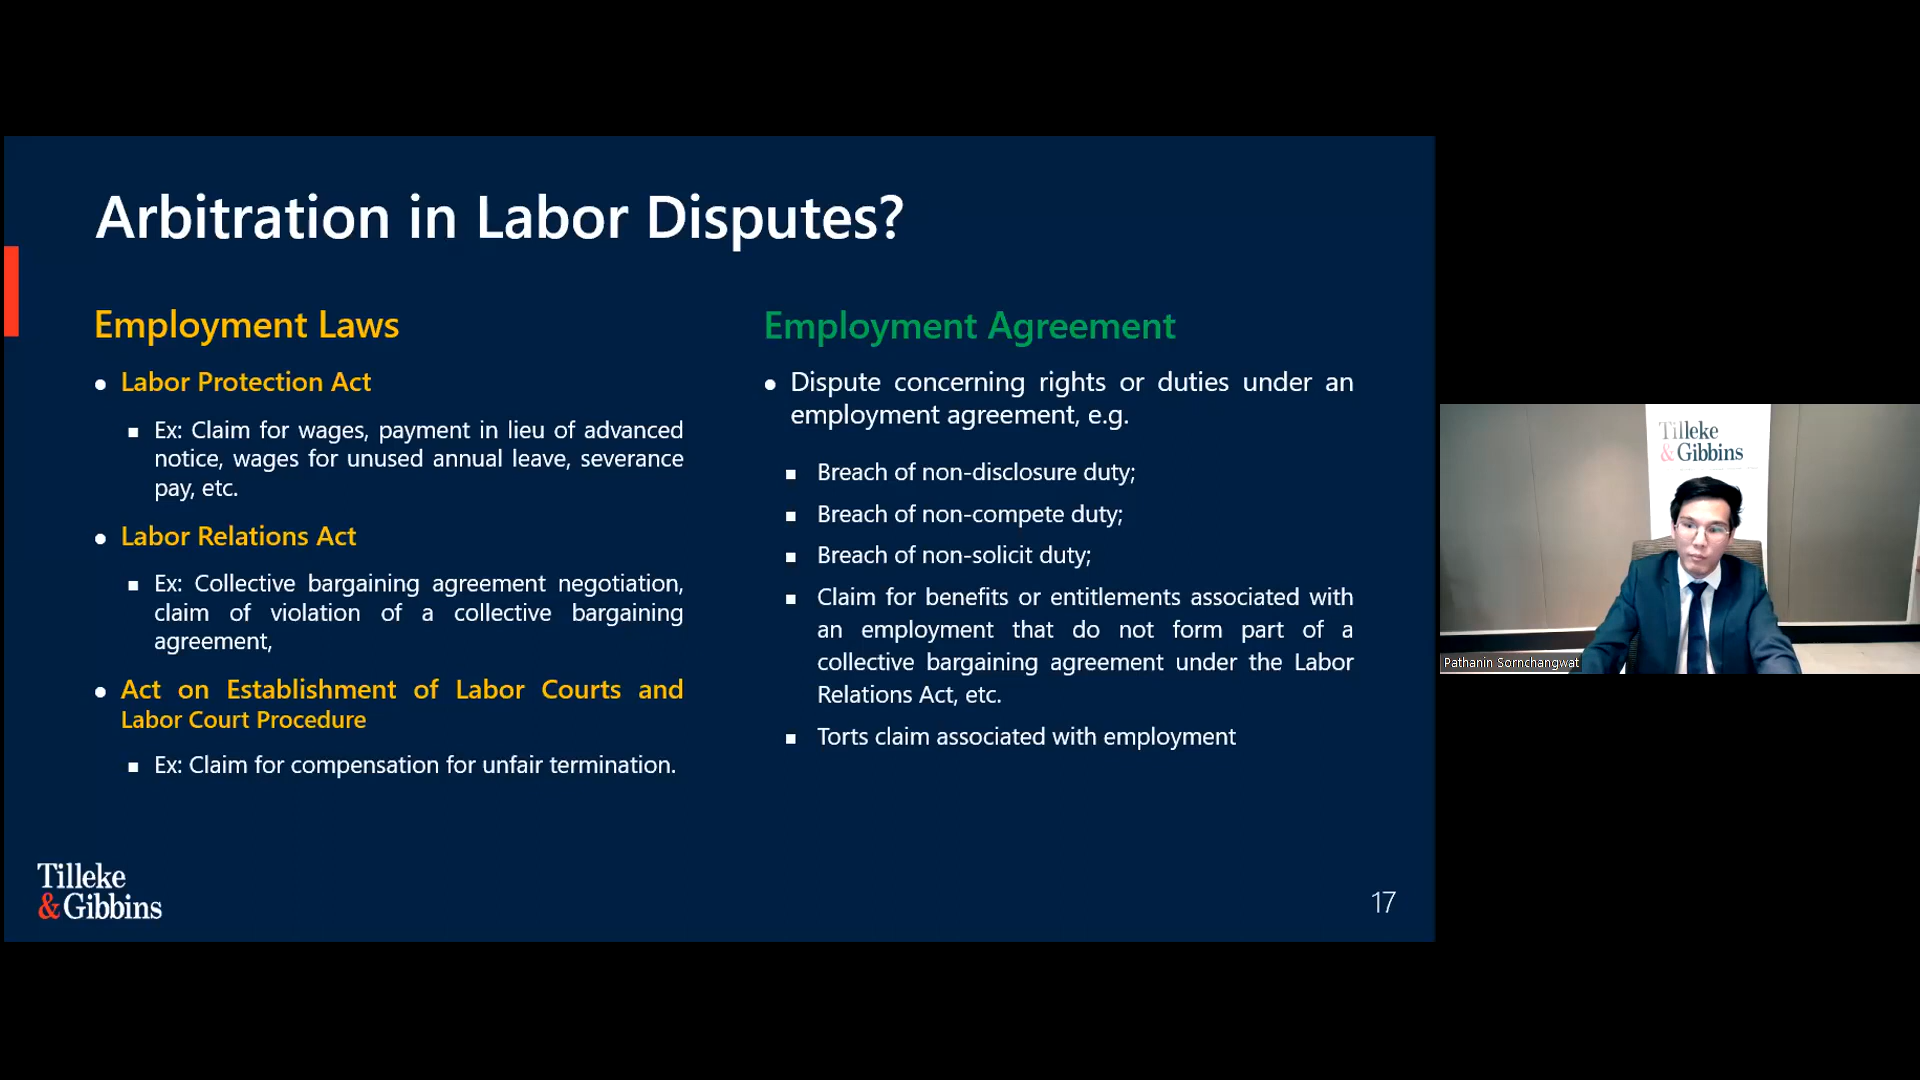 Arbitration in Labor Disputes?
Employment Laws
● Labor Protection Act
▪ Ex: Claim for wages, payment in lieu of advanced
notice, wages for unused annual leave, severance
pay, etc.
● Labor Relations Act
▪ Ex: Collective bargaining agreement negotiation,
claim of violation of a collective bargaining
agreement,
● Act on Establishment of Labor Courts and
Labor Court Procedure
▪ Ex: Claim for compensation for unfair termination.
Employment Agreement
● Dispute concerning rights or duties under an
employment agreement, e.g.
▪ Breach of non-disclosure duty;
▪ Breach of non-compete duty;
▪ Breach of non-solicit duty;
▪ Claim for benefits or entitlements associated with
an employment that do not form part of a
collective bargaining agreement under the Labor
Relations Act, etc.
▪ Torts claim associated with employment
Tilleke
& Gibbins
17
Tilleke
& Gibbins
Pathanin Sornchangwat